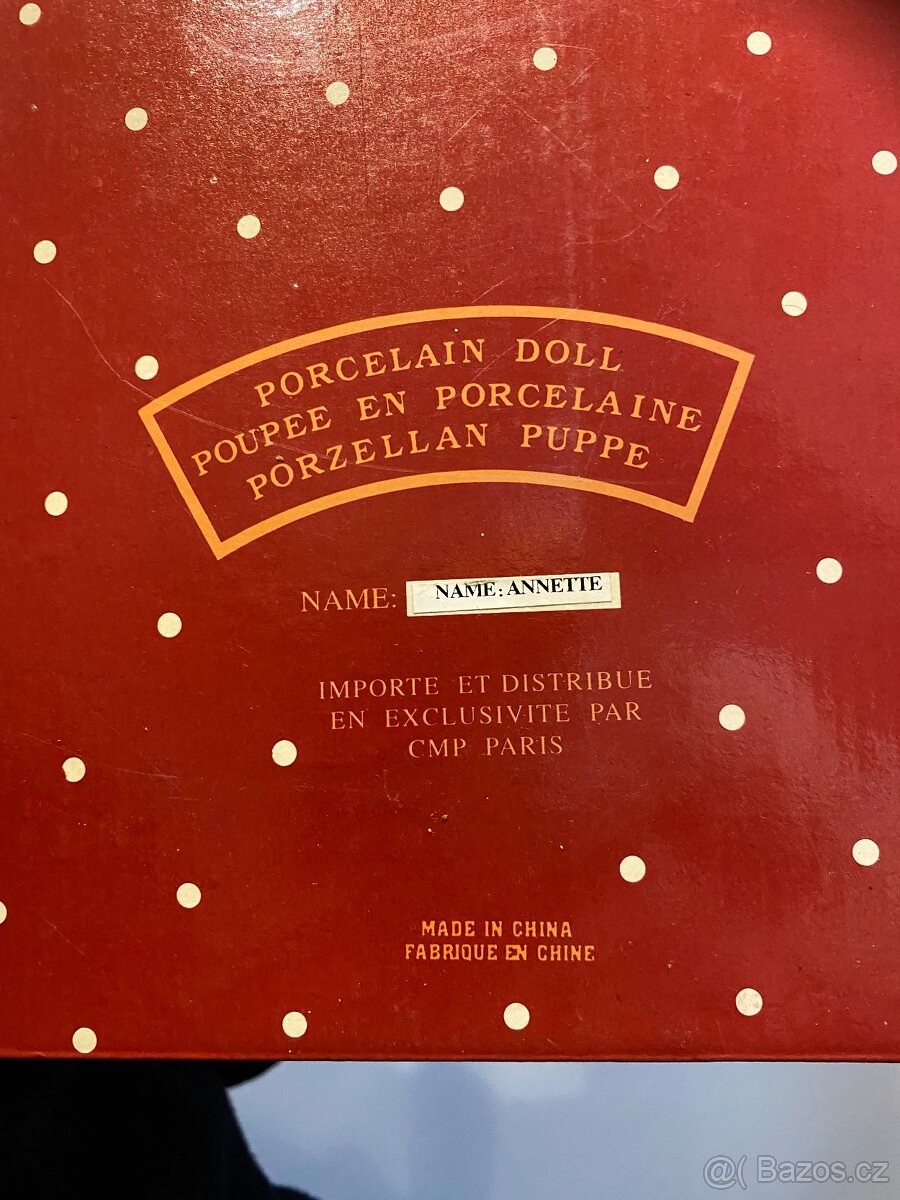 PORCELAIN DOLL
POUPEE EN PORCELAINE
PORZELLAN PUPPE
NAME: NAME: ANNETTE
IMPORTE ET DISTRIBUE
EN EXCLUSIVITE PAR
CMP PARIS
MADE IN CHINA
FABRIQUE EN CHINE
@( Bazos.cz